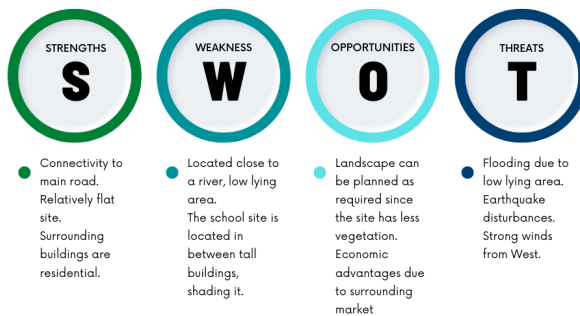 STRENGTHS
S
WEAKNESS
W
OPPORTUNITIES
O
THREATS
T
Connectivity to
main road.
Relatively flat
site.
Surrounding
buildings are
residential.
Located close to
a river, low lying
area.
The school site is
located in
between tall
buildings,
shading it.
Landscape can
be planned as
required since
the site has less
vegetation.
Economic
advantages due
to surrounding
market
Flooding due to
low lying area.
Earthquake
disturbances.
Strong winds
from West.